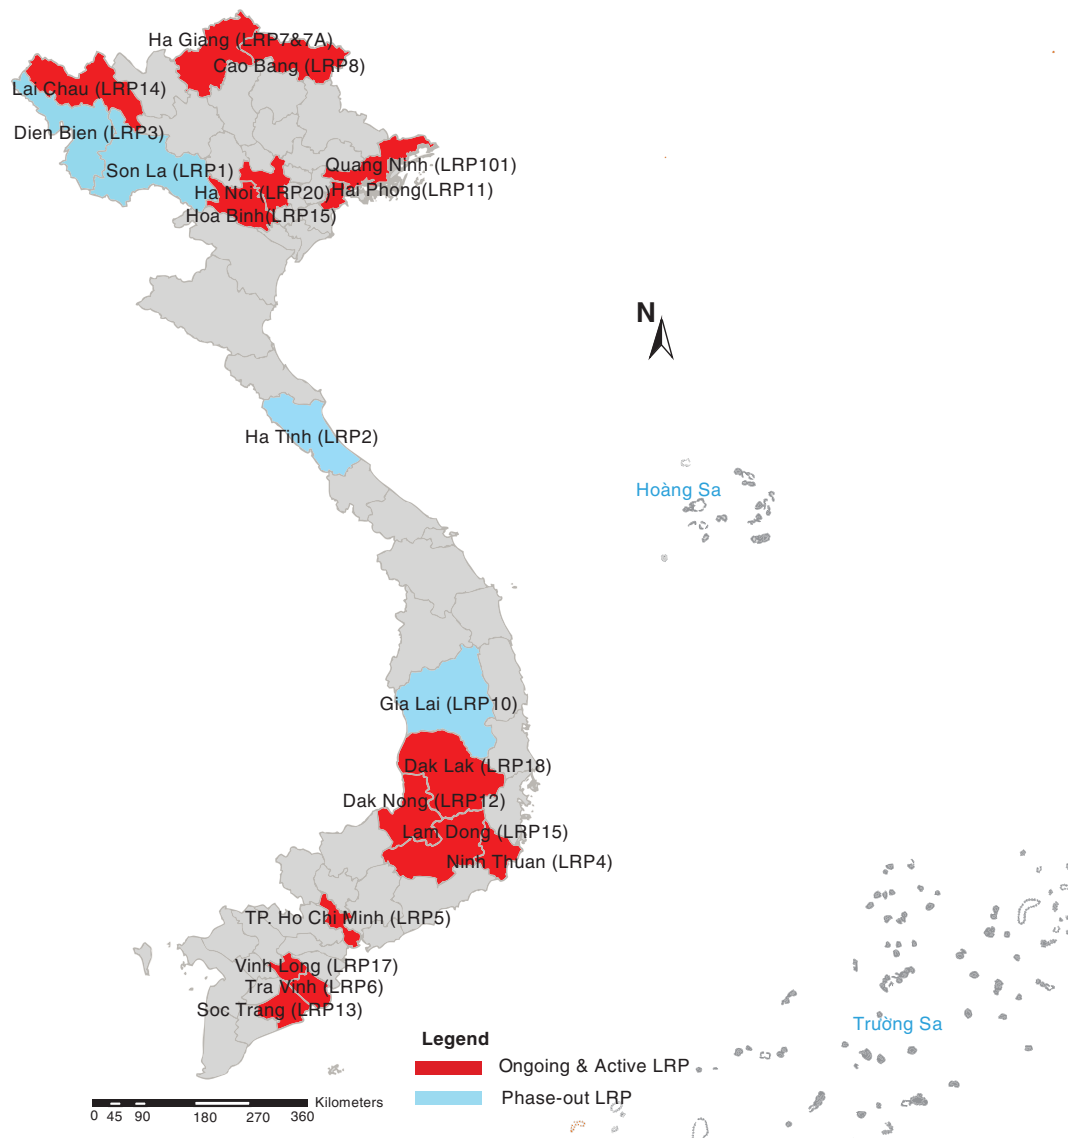 Ha Giang (LRP7&7A)
Cao Bang (LRP8)
Lai Chau (LRP14)
Dien Bien (LRP3)
Son La (LRP1)
Quang Ninh (LRP101)
Ha Noi (LRP20)
Hai Phong(LRP11)
Hoa Binh(LRP15)
N
Ha Tinh (LRP2)
Hoàng Sa
Gia Lai (LRP10)
Dak Lak (LRP18)
Dak Nong (LRP12)
Lam Dong (LRP15)
Ninh Thuan (LRP4)
TP. Ho Chi Minh (LRP5)
Vinh Long (LRP17)
Tra Vinh (LRP6)
Soc Trang (LRP13)
Trường Sa
Legend
Ongoing & Active LRP
Phase-out LRP
Kilometers
0 45 90 180 270 360